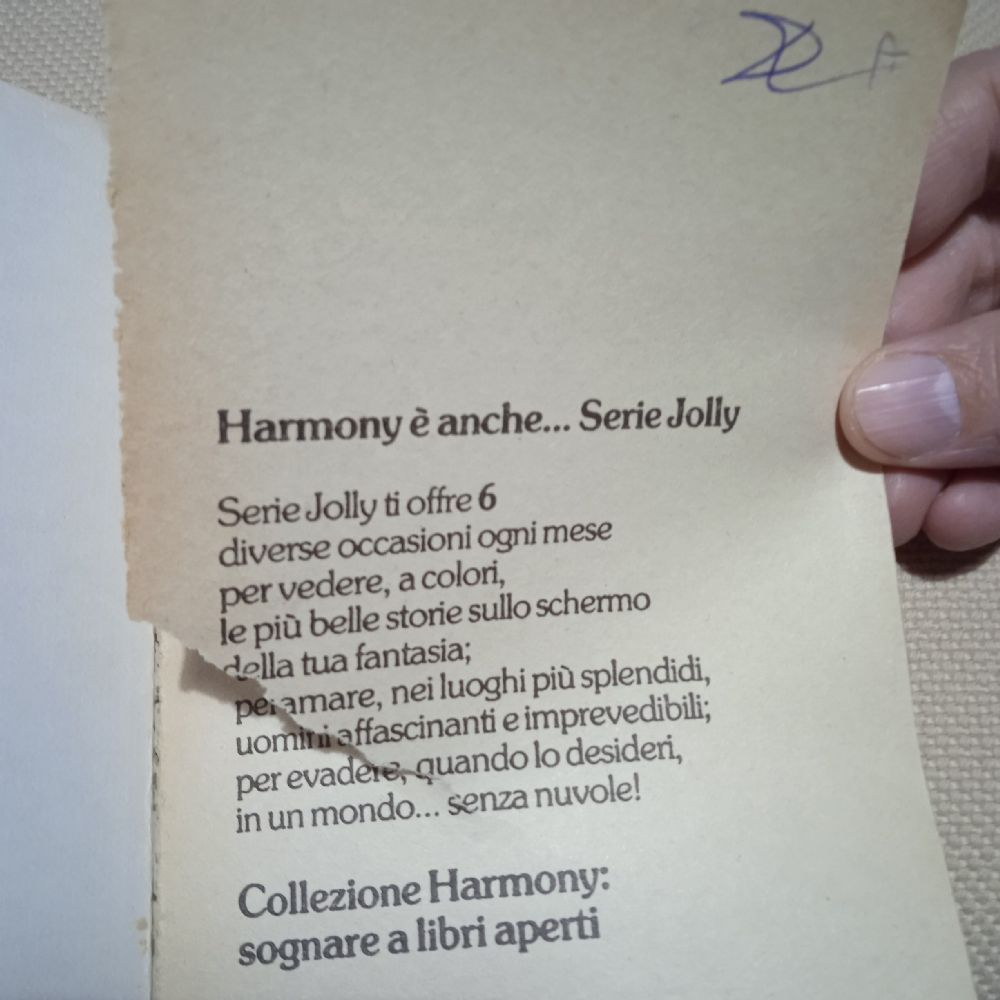 Harmony è anche... Serie Jolly
Serie Jolly ti offre 6
diverse occasioni ogni mese
per vedere, a colori,
le più belle storie sullo schermo
della tua fantasia;
per amare, nei luoghi più splendidi,
uomini affascinanti e imprevedibili;
per evadere, quando lo desideri,
in un mondo... senza nuvole!
Collezione Harmony:
sognare a libri aperti